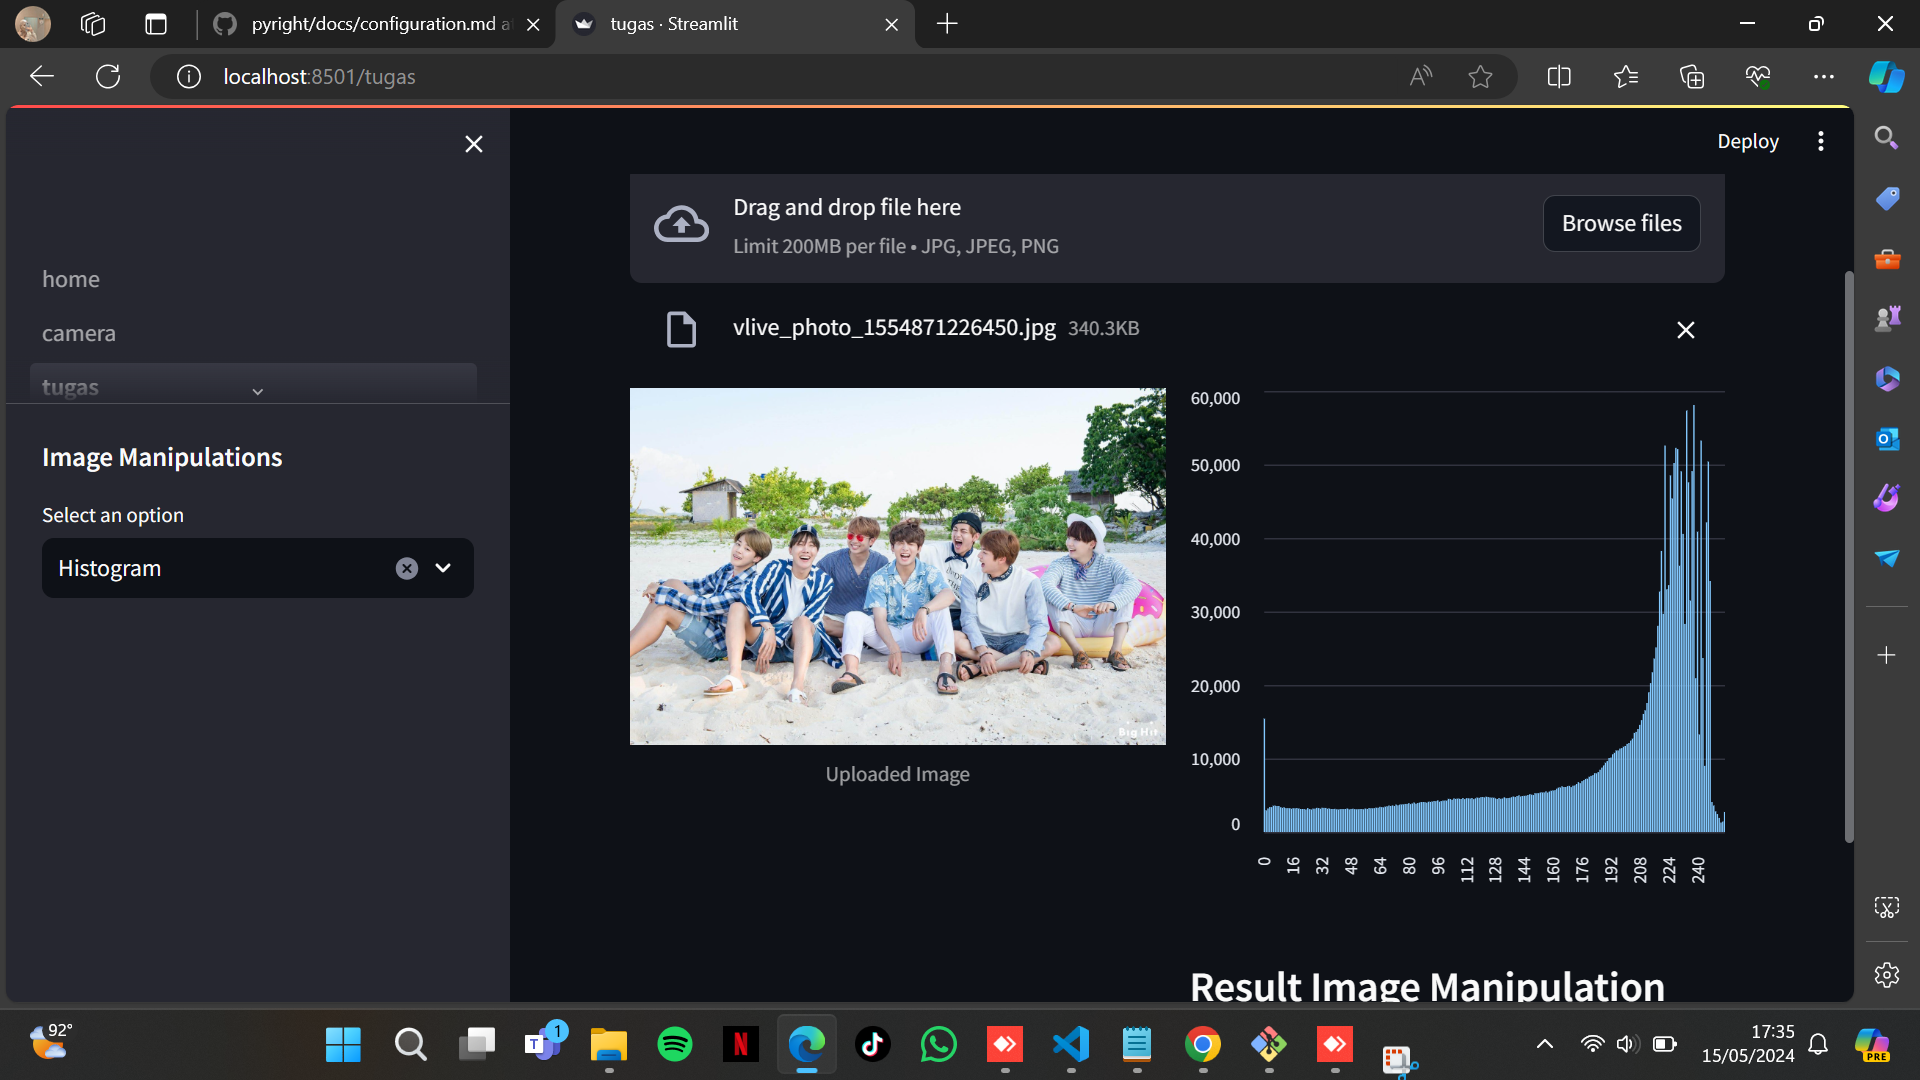 pyright/docs/configuration.md a
tugas · Streamlit
localhost:8501/tugas
Deploy
home
camera
tugas
Image Manipulations
Select an option
Histogram
Drag and drop file here
Limit 200MB per file • JPG, JPEG, PNG
Browse files
vlive_photo_1554871226450.jpg 340.3KB
Big Hit
Uploaded Image
60,000
50,000
40,000
30,000
20,000
10,000
0
0 16 32 48 64 80 96 112 128 144 160 176 192 208 224 240
Result Image Manipulation
92°
1
17:35
15/05/2024
PRE